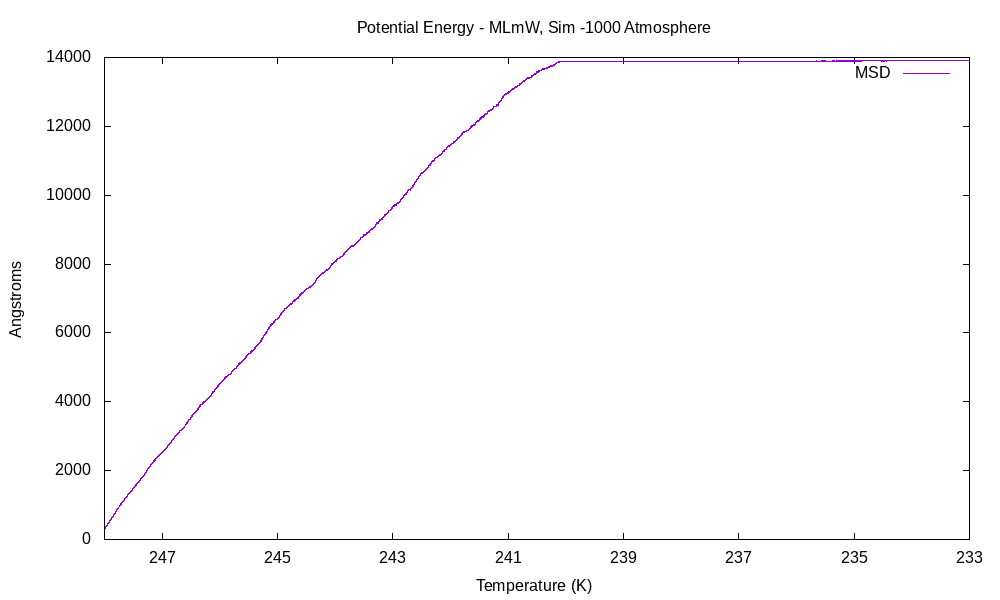 Potential Energy - MLmW, Sim -1000 Atmosphere
14000
MSD
12000
10000
8000
6000
4000
2000
0
Angstroms
247 245 243 241 239 237 235 233
Temperature (K)